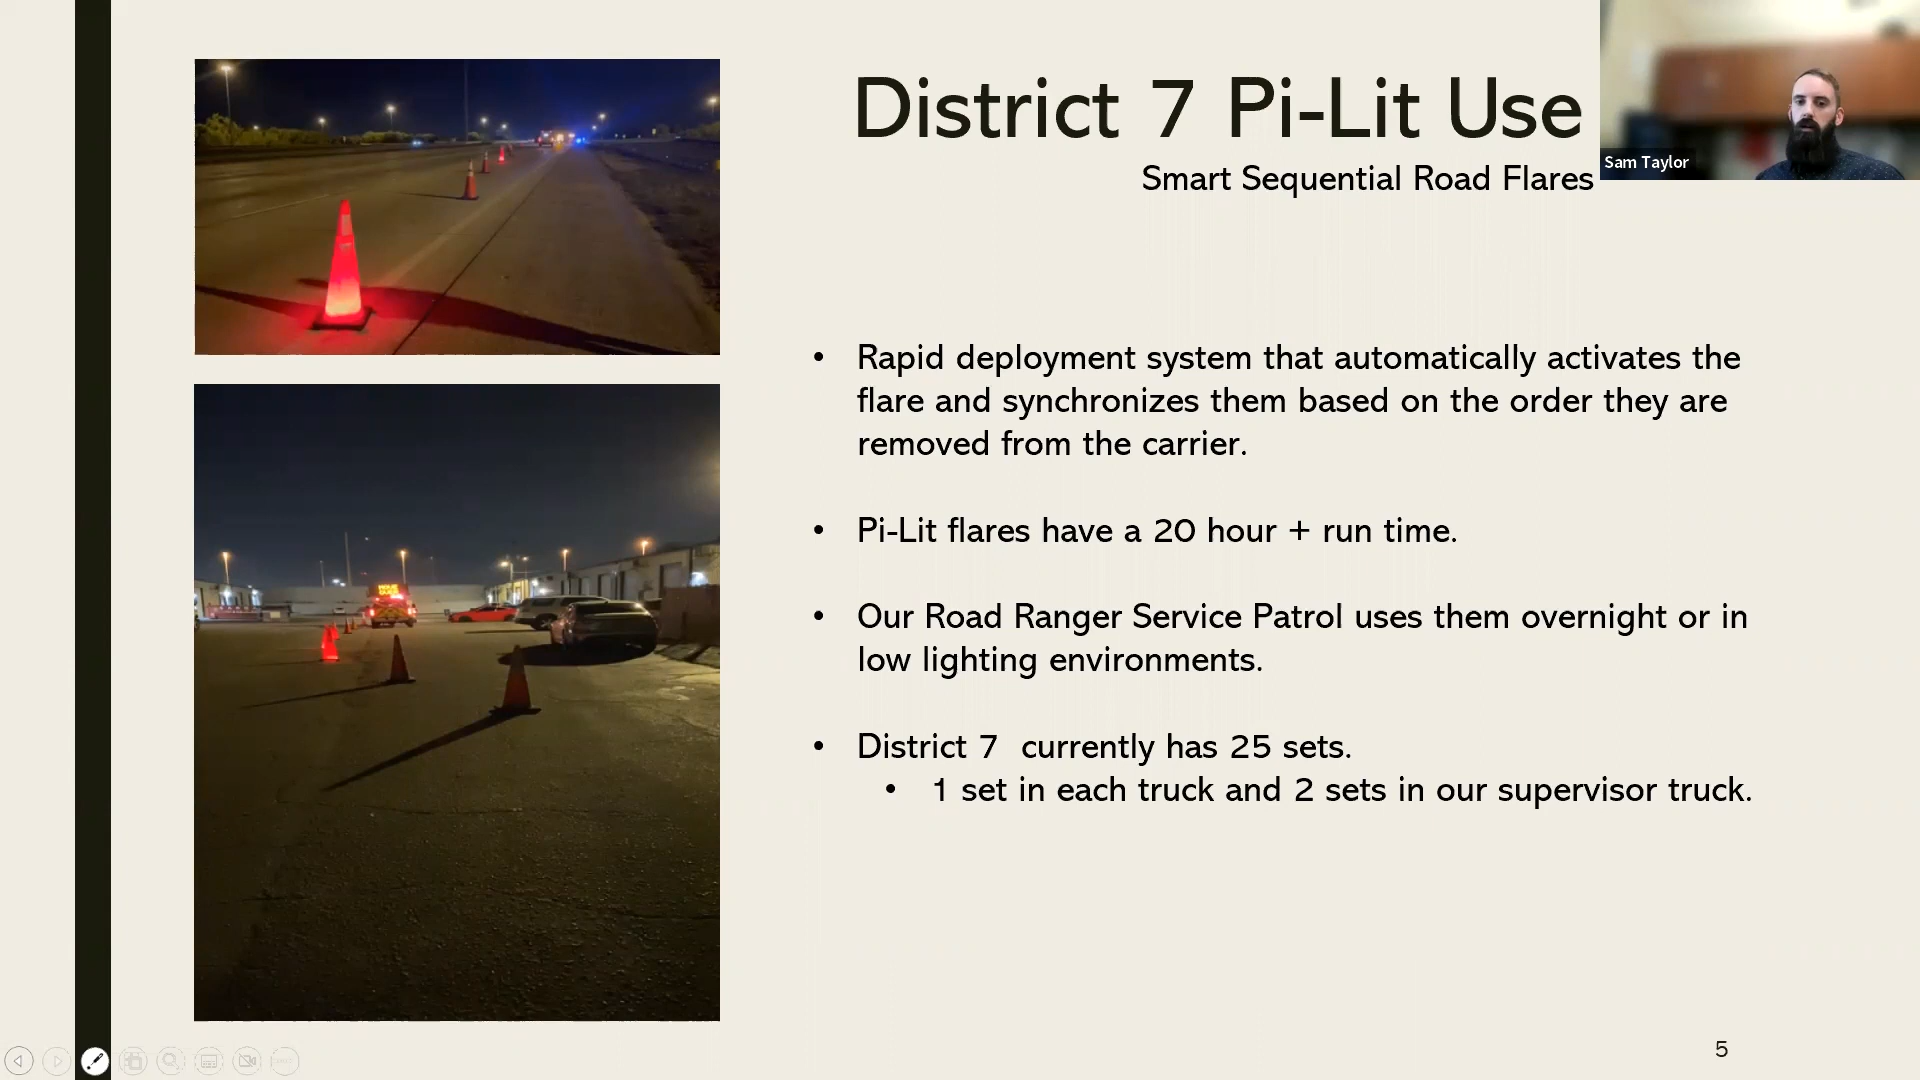 District 7 Pi-Lit Use
Smart Sequential Road Flares
Sam Taylor
• Rapid deployment system that automatically activates the
flare and synchronizes them based on the order they are
removed from the carrier.
• Pi-Lit flares have a 20 hour + run time.
• Our Road Ranger Service Patrol uses them overnight or in
low lighting environments.
• District 7  currently has 25 sets.
• 1 set in each truck and 2 sets in our supervisor truck.
MOVE
OVER
5